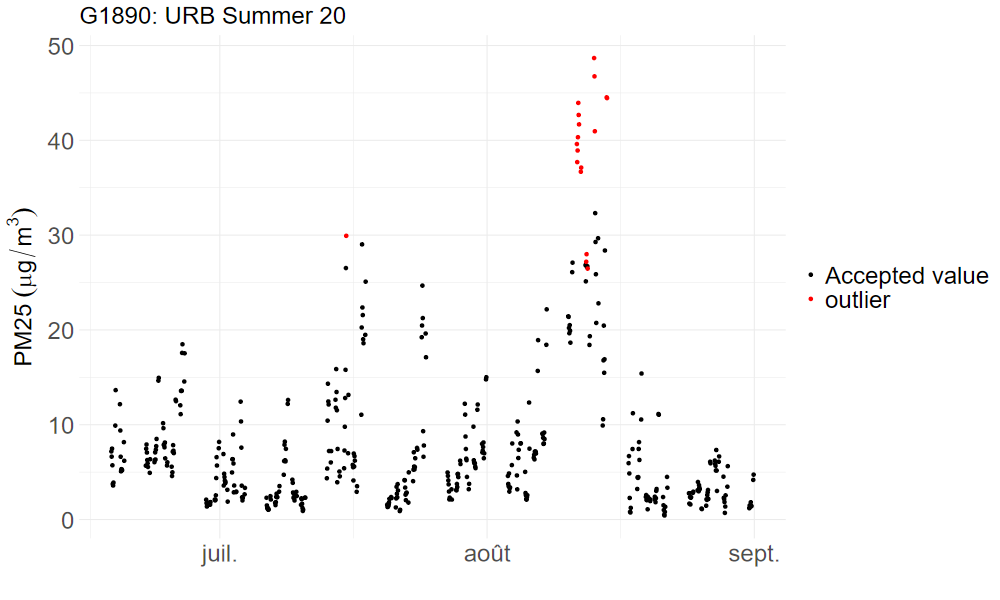 G1890: URB Summer 20
50
40
30
20
10
0
PM25 (μg/m³)
juil.
août
sept.
Accepted value
outlier